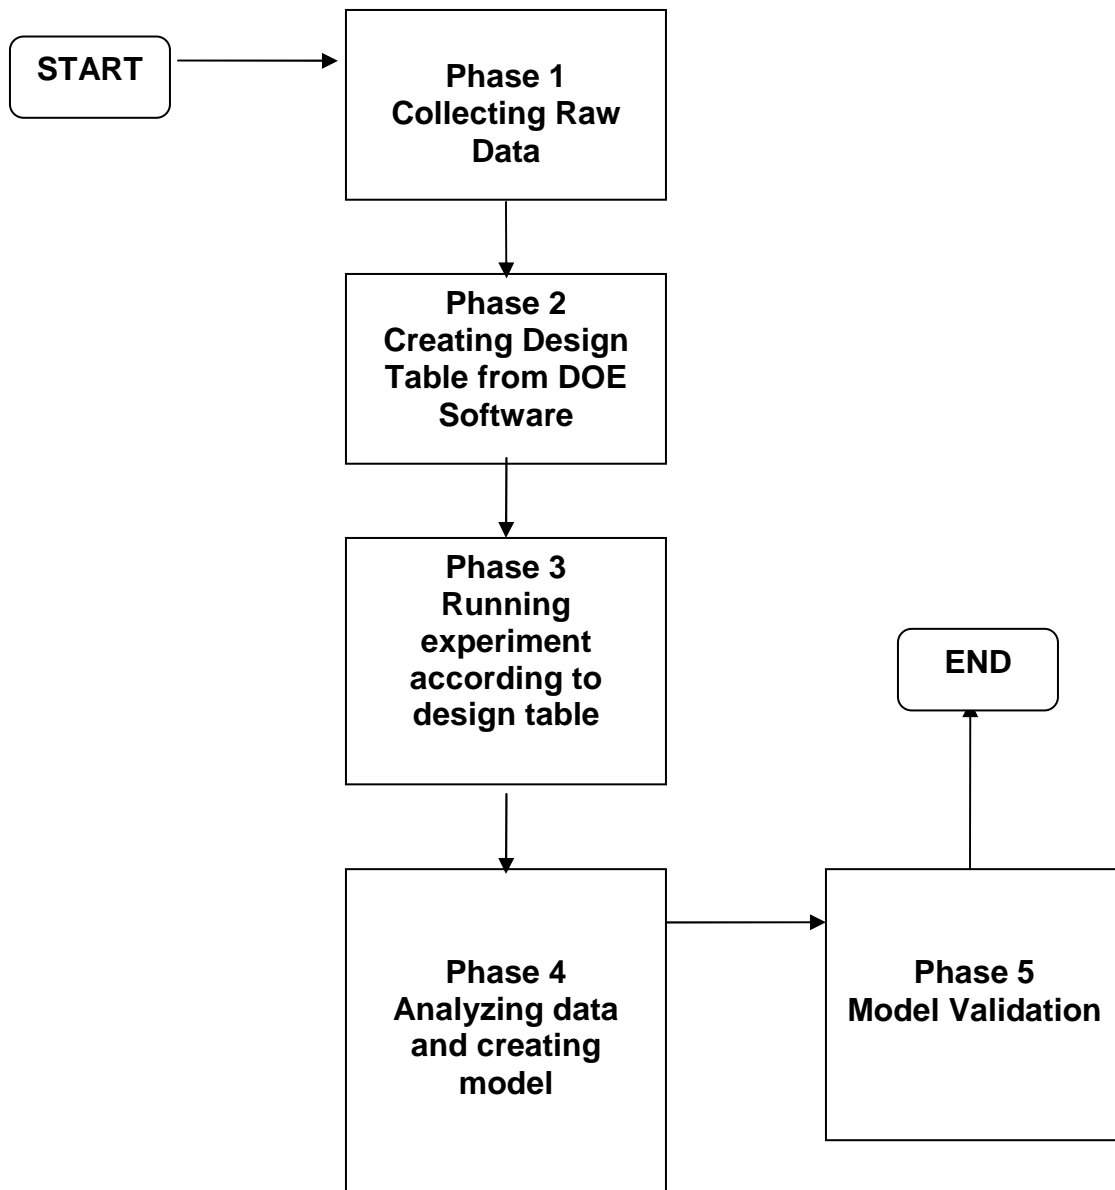 START
Phase 1
Collecting Raw
Data
Phase 2
Creating Design
Table from DOE
Software
Phase 3
Running
experiment
according to
design table
END
Phase 4
Analyzing data
and creating
model
Phase 5
Model Validation